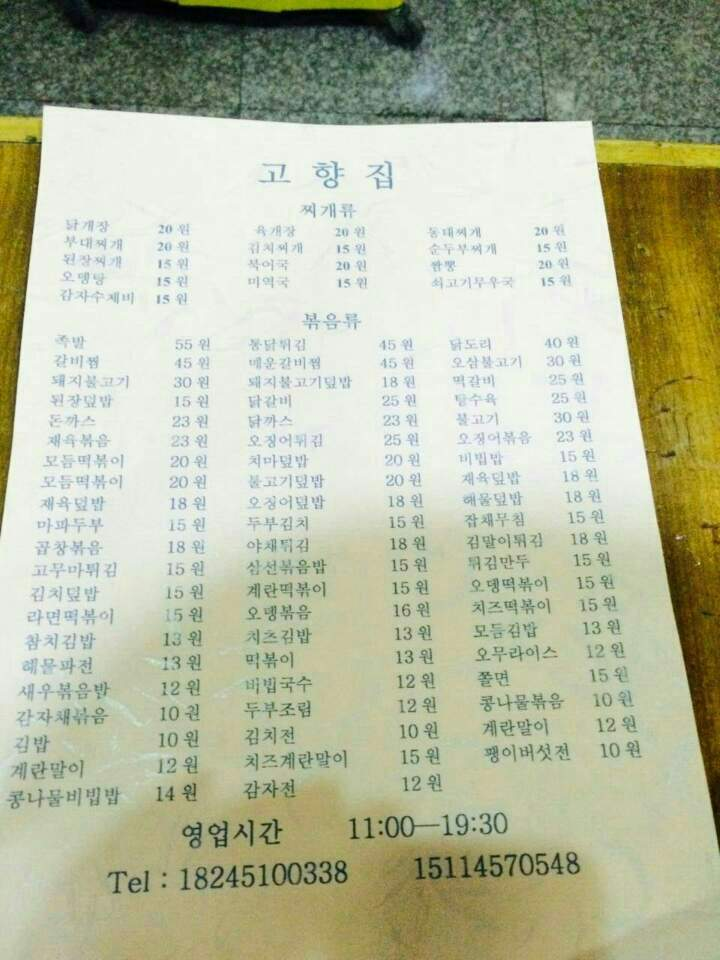 고향집
찌개류
닭개장 20원 육개장 20원 동태찌개 20원
부대찌개 20원 김치찌개 15원 순두부찌개 15원
된장찌개 15원 북어국 20원 짬뽕 20원
오뎅탕 15원 미역국 15원 쇠고기무우국 15원
감자수제비 15원
볶음류
족발 55원 통닭튀김 45원 닭도리 40원
갈비찜 45원 매운갈비찜 45원 오삼불고기 30원
돼지불고기 30원 돼지불고기덮밥 18원 떡갈비 25원
된장덮밥 15원 닭갈비 25원 탕수육 25원
돈까스 23원 닭까스 23원 불고기 30원
재육볶음 23원 오징어튀김 25원 오징어볶음 23원
모듬떡볶이 20원 치마덮밥 20원 비빔밥 15원
모듬떡볶이 20원 불고기덮밥 20원 재육덮밥 18원
재육덮밥 18원 오징어덮밥 18원 해물덮밥 18원
마파두부 15원 두부김치 15원 잡채무침 15원
곱창볶음 18원 야채튀김 18원 김말이튀김 18원
고무마튀김 15원 삼선볶음밥 15원 튀김만두 15원
김치덮밥 15원 계란떡볶이 15원 오뎅떡볶이 15원
라면떡볶이 15원 오뎅볶음 16원 치즈떡볶이 15원
참치김밥 13원 치즈김밥 13원 모듬김밥 13원
헤물파전 13원 떡볶이 13원 오무라이스 12원
새우볶음밥 12원 비빔국수 12원 쫄면 15원
감자채볶음 10원 두부조림 12원 콩나물볶음 10원
김밥 10원 김치전 10원 계란말이 12원
계란말이 12원 치즈계란말이 15원 팽이버섯전 10원
콩나물비빔밥 14원 감자전 12원
영업시간 11:00—19:30
Tel : 18245100338 15114570548